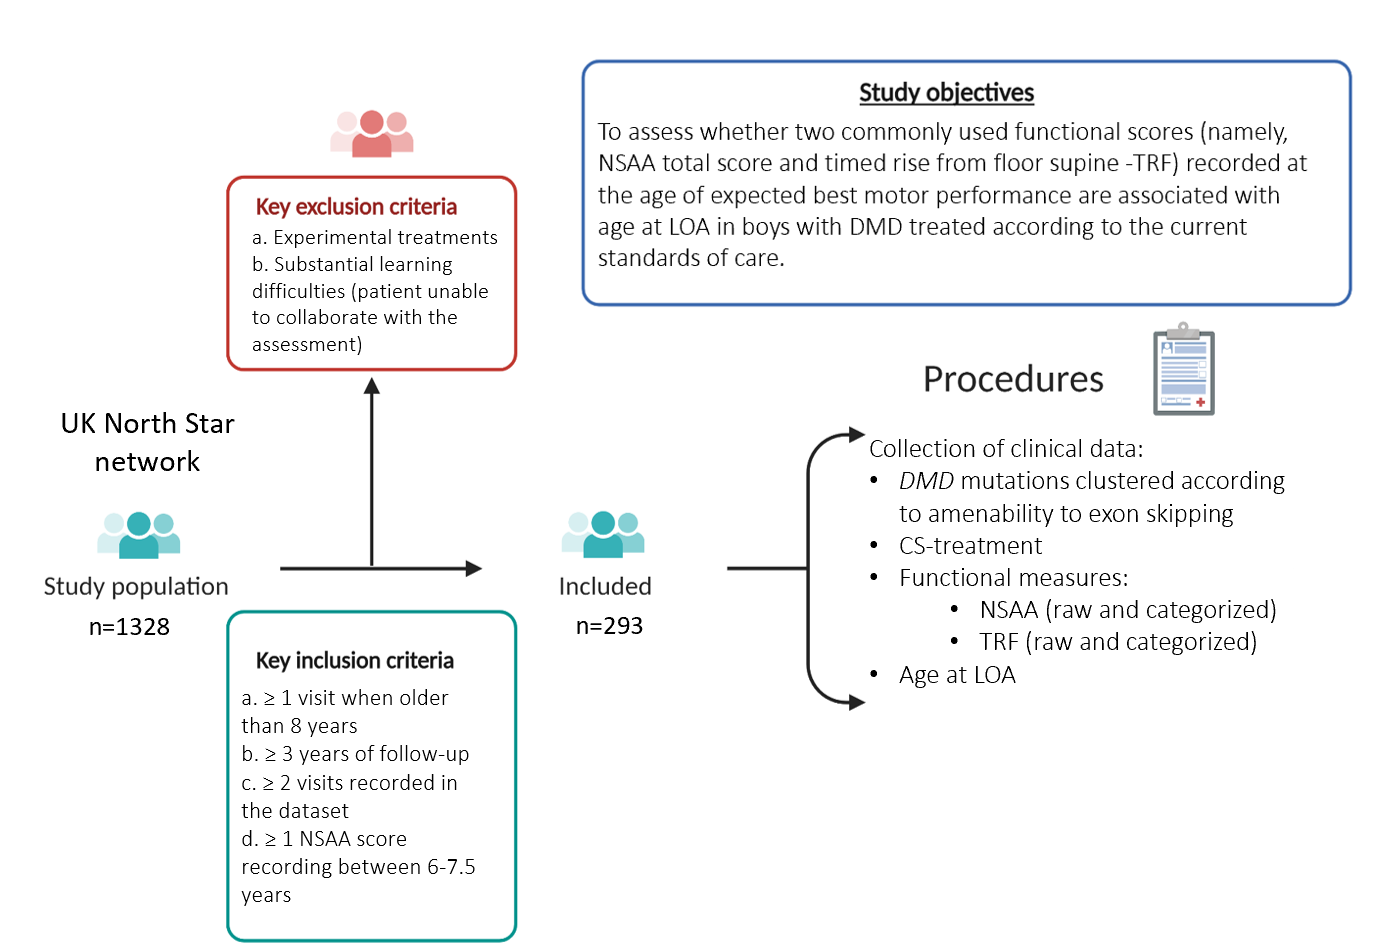 Study objectives
To assess whether two commonly used functional scores (namely,
NSAA total score and timed rise from floor supine -TRF) recorded at
the age of expected best motor performance are associated with
age at LOA in boys with DMD treated according to the current
standards of care.
Key exclusion criteria
a. Experimental treatments
b. Substantial learning
difficulties (patient unable
to collaborate with the
assessment)
UK North Star
network
Study population
n=1328
Key inclusion criteria
a. ≥ 1 visit when older
than 8 years
b. ≥ 3 years of follow-up
c. ≥ 2 visits recorded in
the dataset
d. ≥ 1 NSAA score
recording between 6-7.5
years
Included
n=293
Procedures
Collection of clinical data:
• DMD mutations clustered according
to amenability to exon skipping
• CS-treatment
• Functional measures:
• NSAA (raw and categorized)
• TRF (raw and categorized)
• Age at LOA